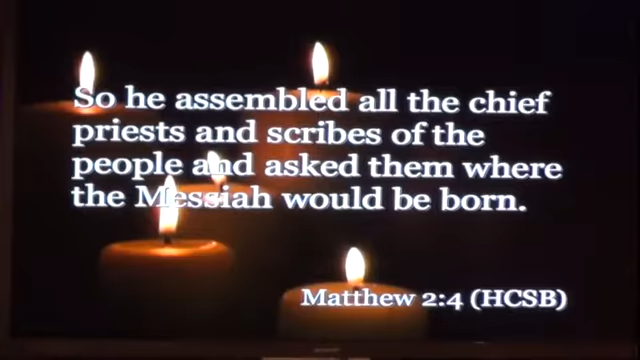 So he assembled all the chief
priests and scribes of the
people and asked them where
the Messiah would be born.
Matthew 2:4 (HCSB)